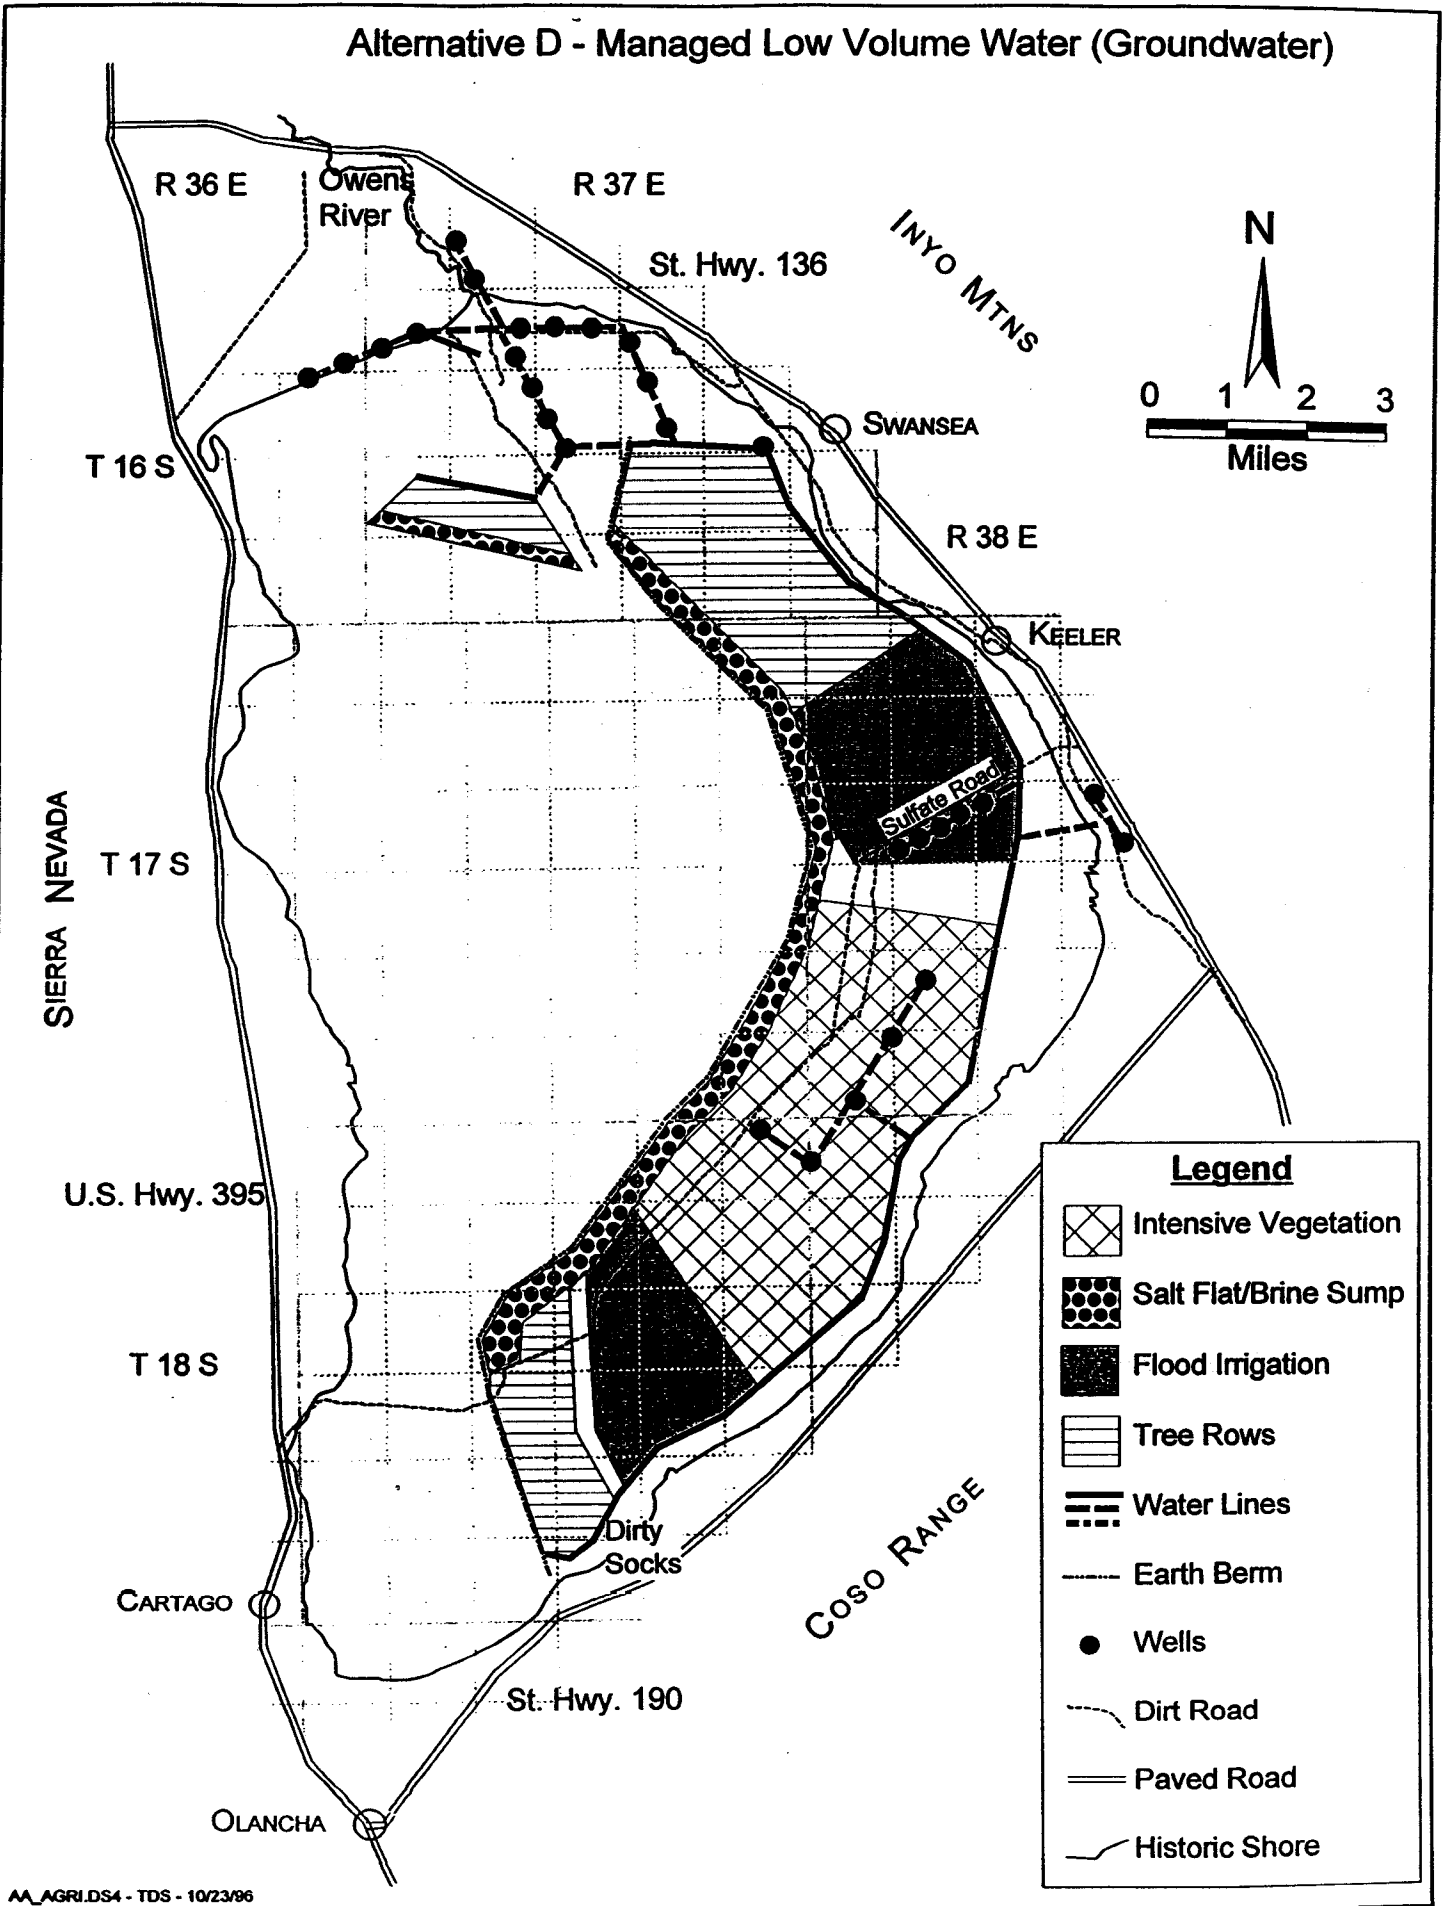 Alternative D - Managed Low Volume Water (Groundwater)
R 36 E
Owens
River
R 37 E
St. Hwy. 136
INYO MTNS
N
0 1 2 3
Miles
SWANSEA
T 16 S
R 38 E
KEELER
Sulfate Road
SIERRA NEVADA
T 17 S
U.S. Hwy. 395
T 18 S
Dirty
Socks
COSO RANGE
CARTAGO
St. Hwy. 190
OLANCHA
Legend
Intensive Vegetation
Salt Flat/Brine Sump
Flood Irrigation
Tree Rows
Water Lines
Earth Berm
Wells
Dirt Road
Paved Road
Historic Shore
AA_AGRI.DS4 - TDS - 10/23/96